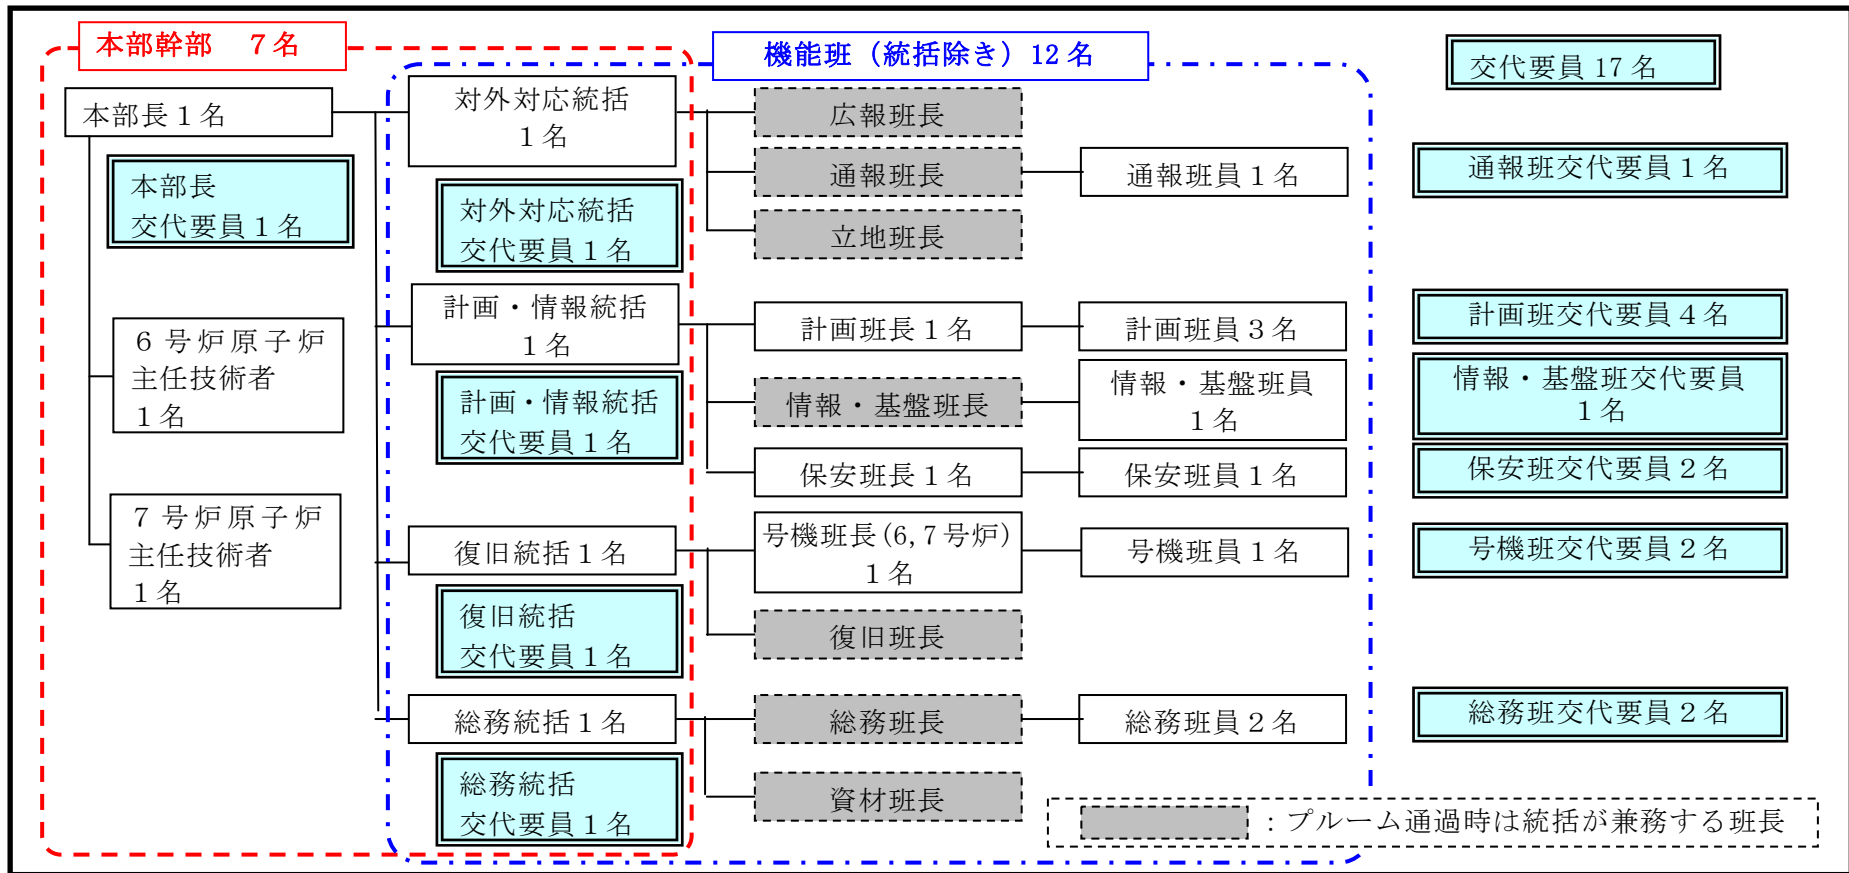 本部幹部　７名
機能班（統括除き）12名
交代要員17名
本部長１名
本部長
交代要員１名
６号炉原子炉
主任技術者
１名
７号炉原子炉
主任技術者
１名
対外対応統括
１名
対外対応統括
交代要員１名
広報班長
通報班長
通報班員１名
通報班交代要員１名
立地班長
計画・情報統括
１名
計画・情報統括
交代要員１名
計画班長１名
計画班員３名
計画班交代要員４名
情報・基盤班長
情報・基盤班員
１名
情報・基盤班交代要員
１名
保安班長１名
保安班員１名
保安班交代要員２名
復旧統括１名
復旧統括
交代要員１名
号機班長(6,7号炉)
１名
号機班員１名
号機班交代要員２名
復旧班長
総務統括１名
総務統括
交代要員１名
総務班長
総務班員２名
総務班交代要員２名
資材班長
：プルーム通過時は統括が兼務する班長